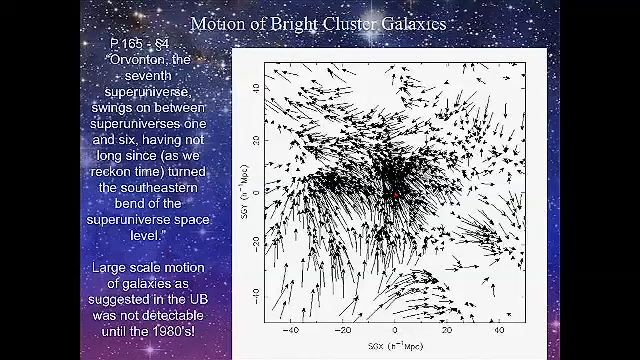 Motion of Bright Cluster Galaxies
P.165 - §4
"Orvonton, the
seventh
superuniverse,
swings on between
superuniverses one
and six, having not
long since (as we
reckon time) turned
the southeastern
bend of the
superuniverse space
level."
Large scale motion
of galaxies as
suggested in the UB
was not detectable
until the 1980's!
SGY (h⁻¹Mpc)
40
20
0
−20
−40
−40 −20 0 20 40
SGX (h⁻¹Mpc)